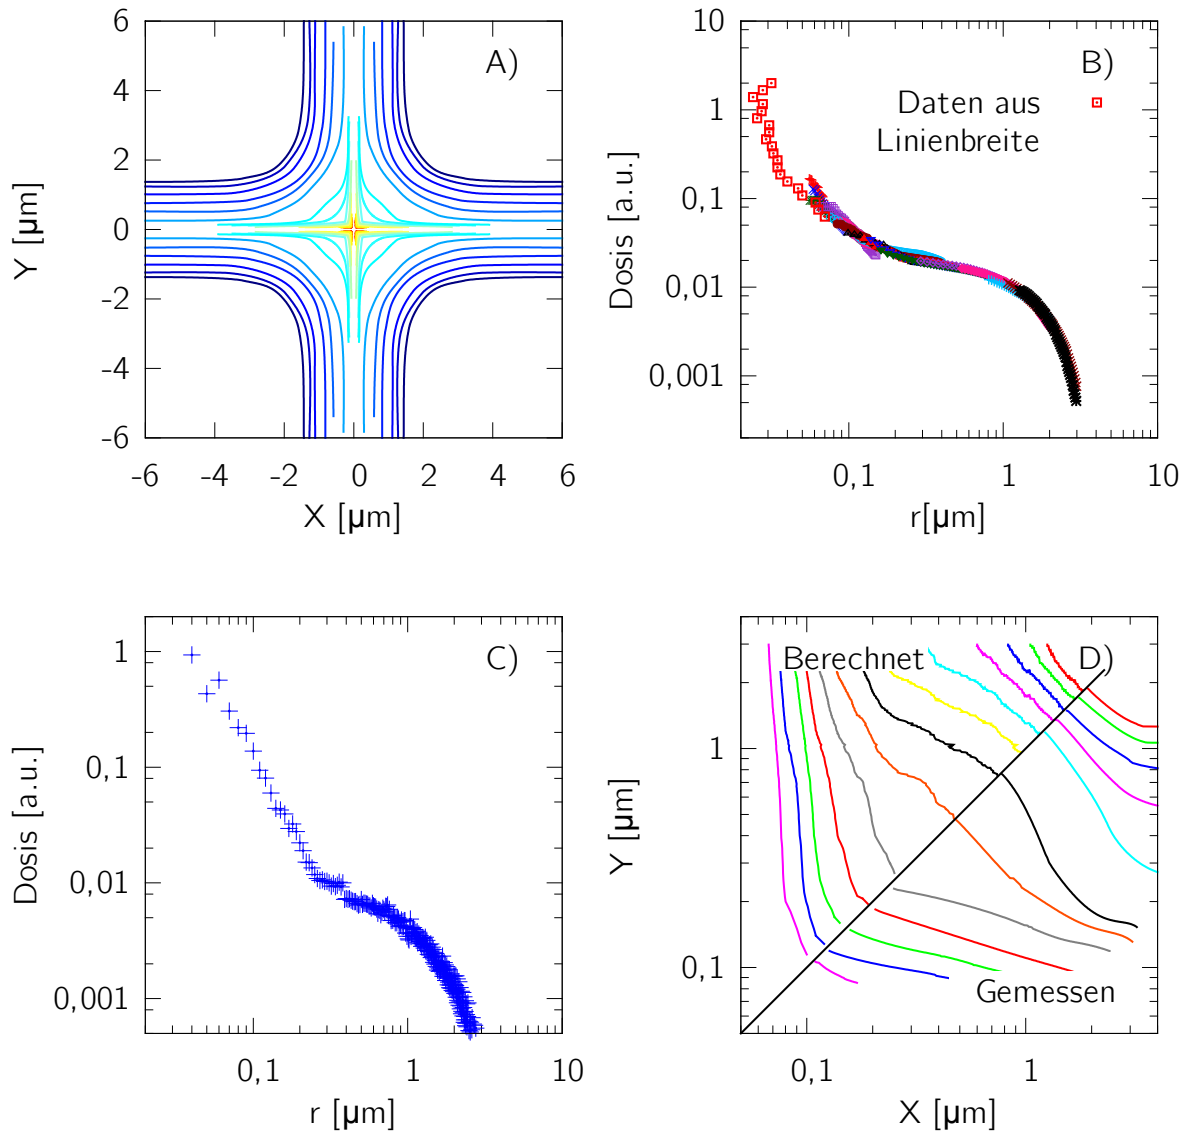 A)
6
4
2
0
-2
-4
-6
Y [µm]
-6 -4 -2 0 2 4 6
X [µm]
B)
Daten aus
Linienbreite
10
1
0,1
0,01
0,001
Dosis [a.u.]
0,1 1 10
r[µm]
C)
1
0,1
0,01
0,001
Dosis [a.u.]
0,1 1 10
r [µm]
Berechnet D)
1
0,1
Y [µm]
Gemessen
0,1 1
X [µm]